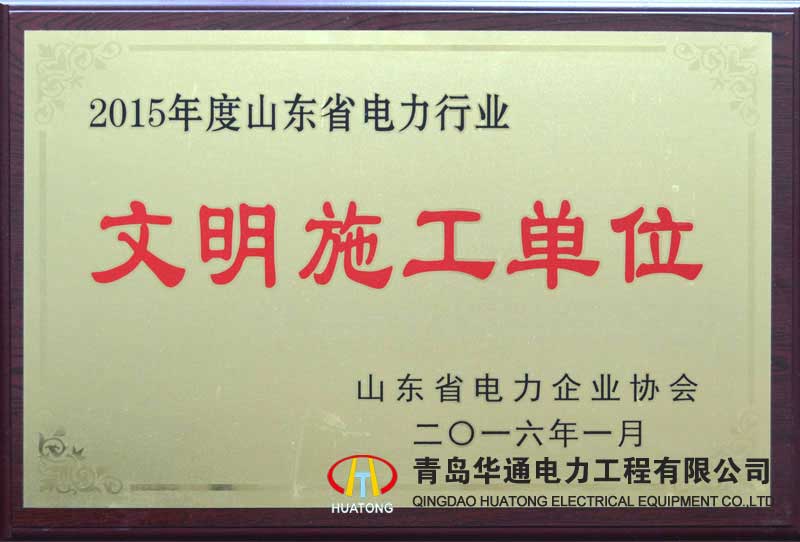 2015年度山东省电力行业
文明施工单位
山东省电力企业协会
二〇一六年一月
青岛华通电力工程有限公司
QINGDAO HUATONG ELECTRICAL EQUIPMENT CO.,LTD
HUATONG